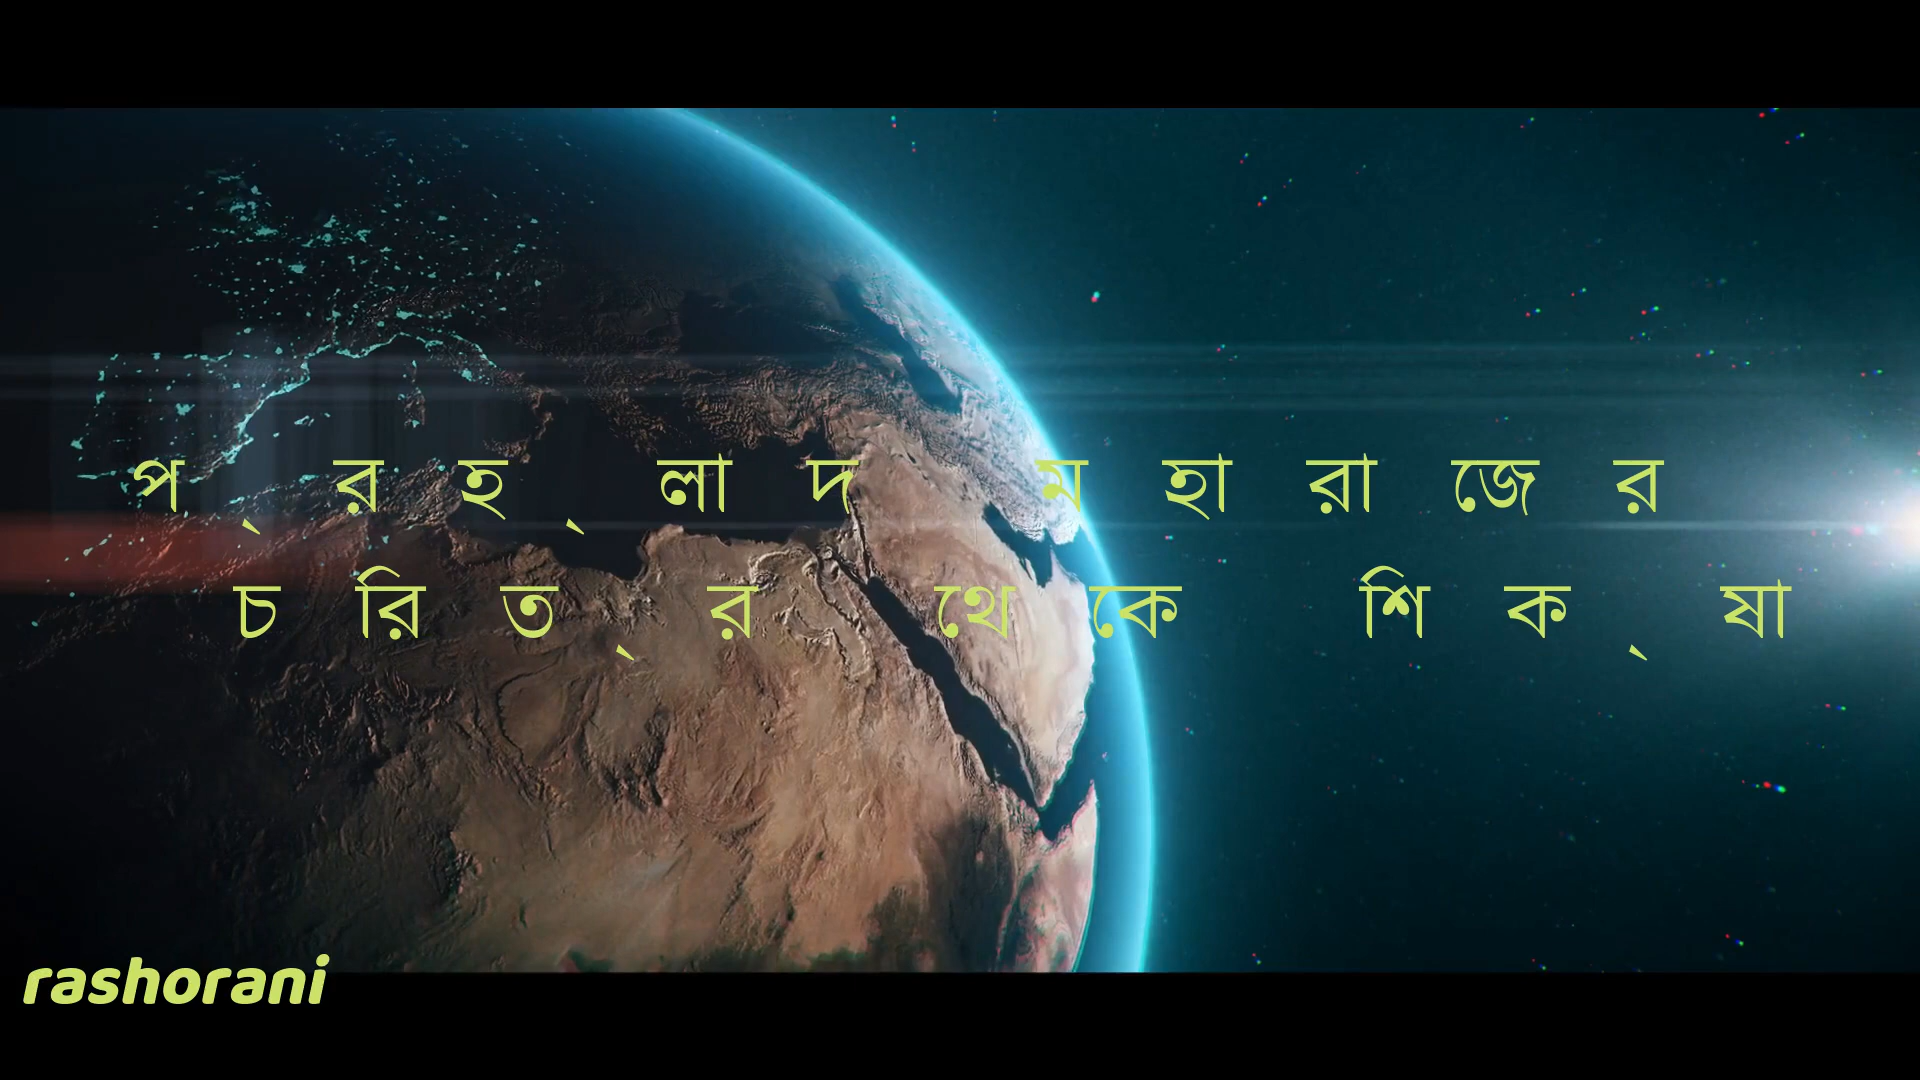 প্রহ্লাদ মহারাজের
চরিত্র থেকে শিক্ষা
rashorani